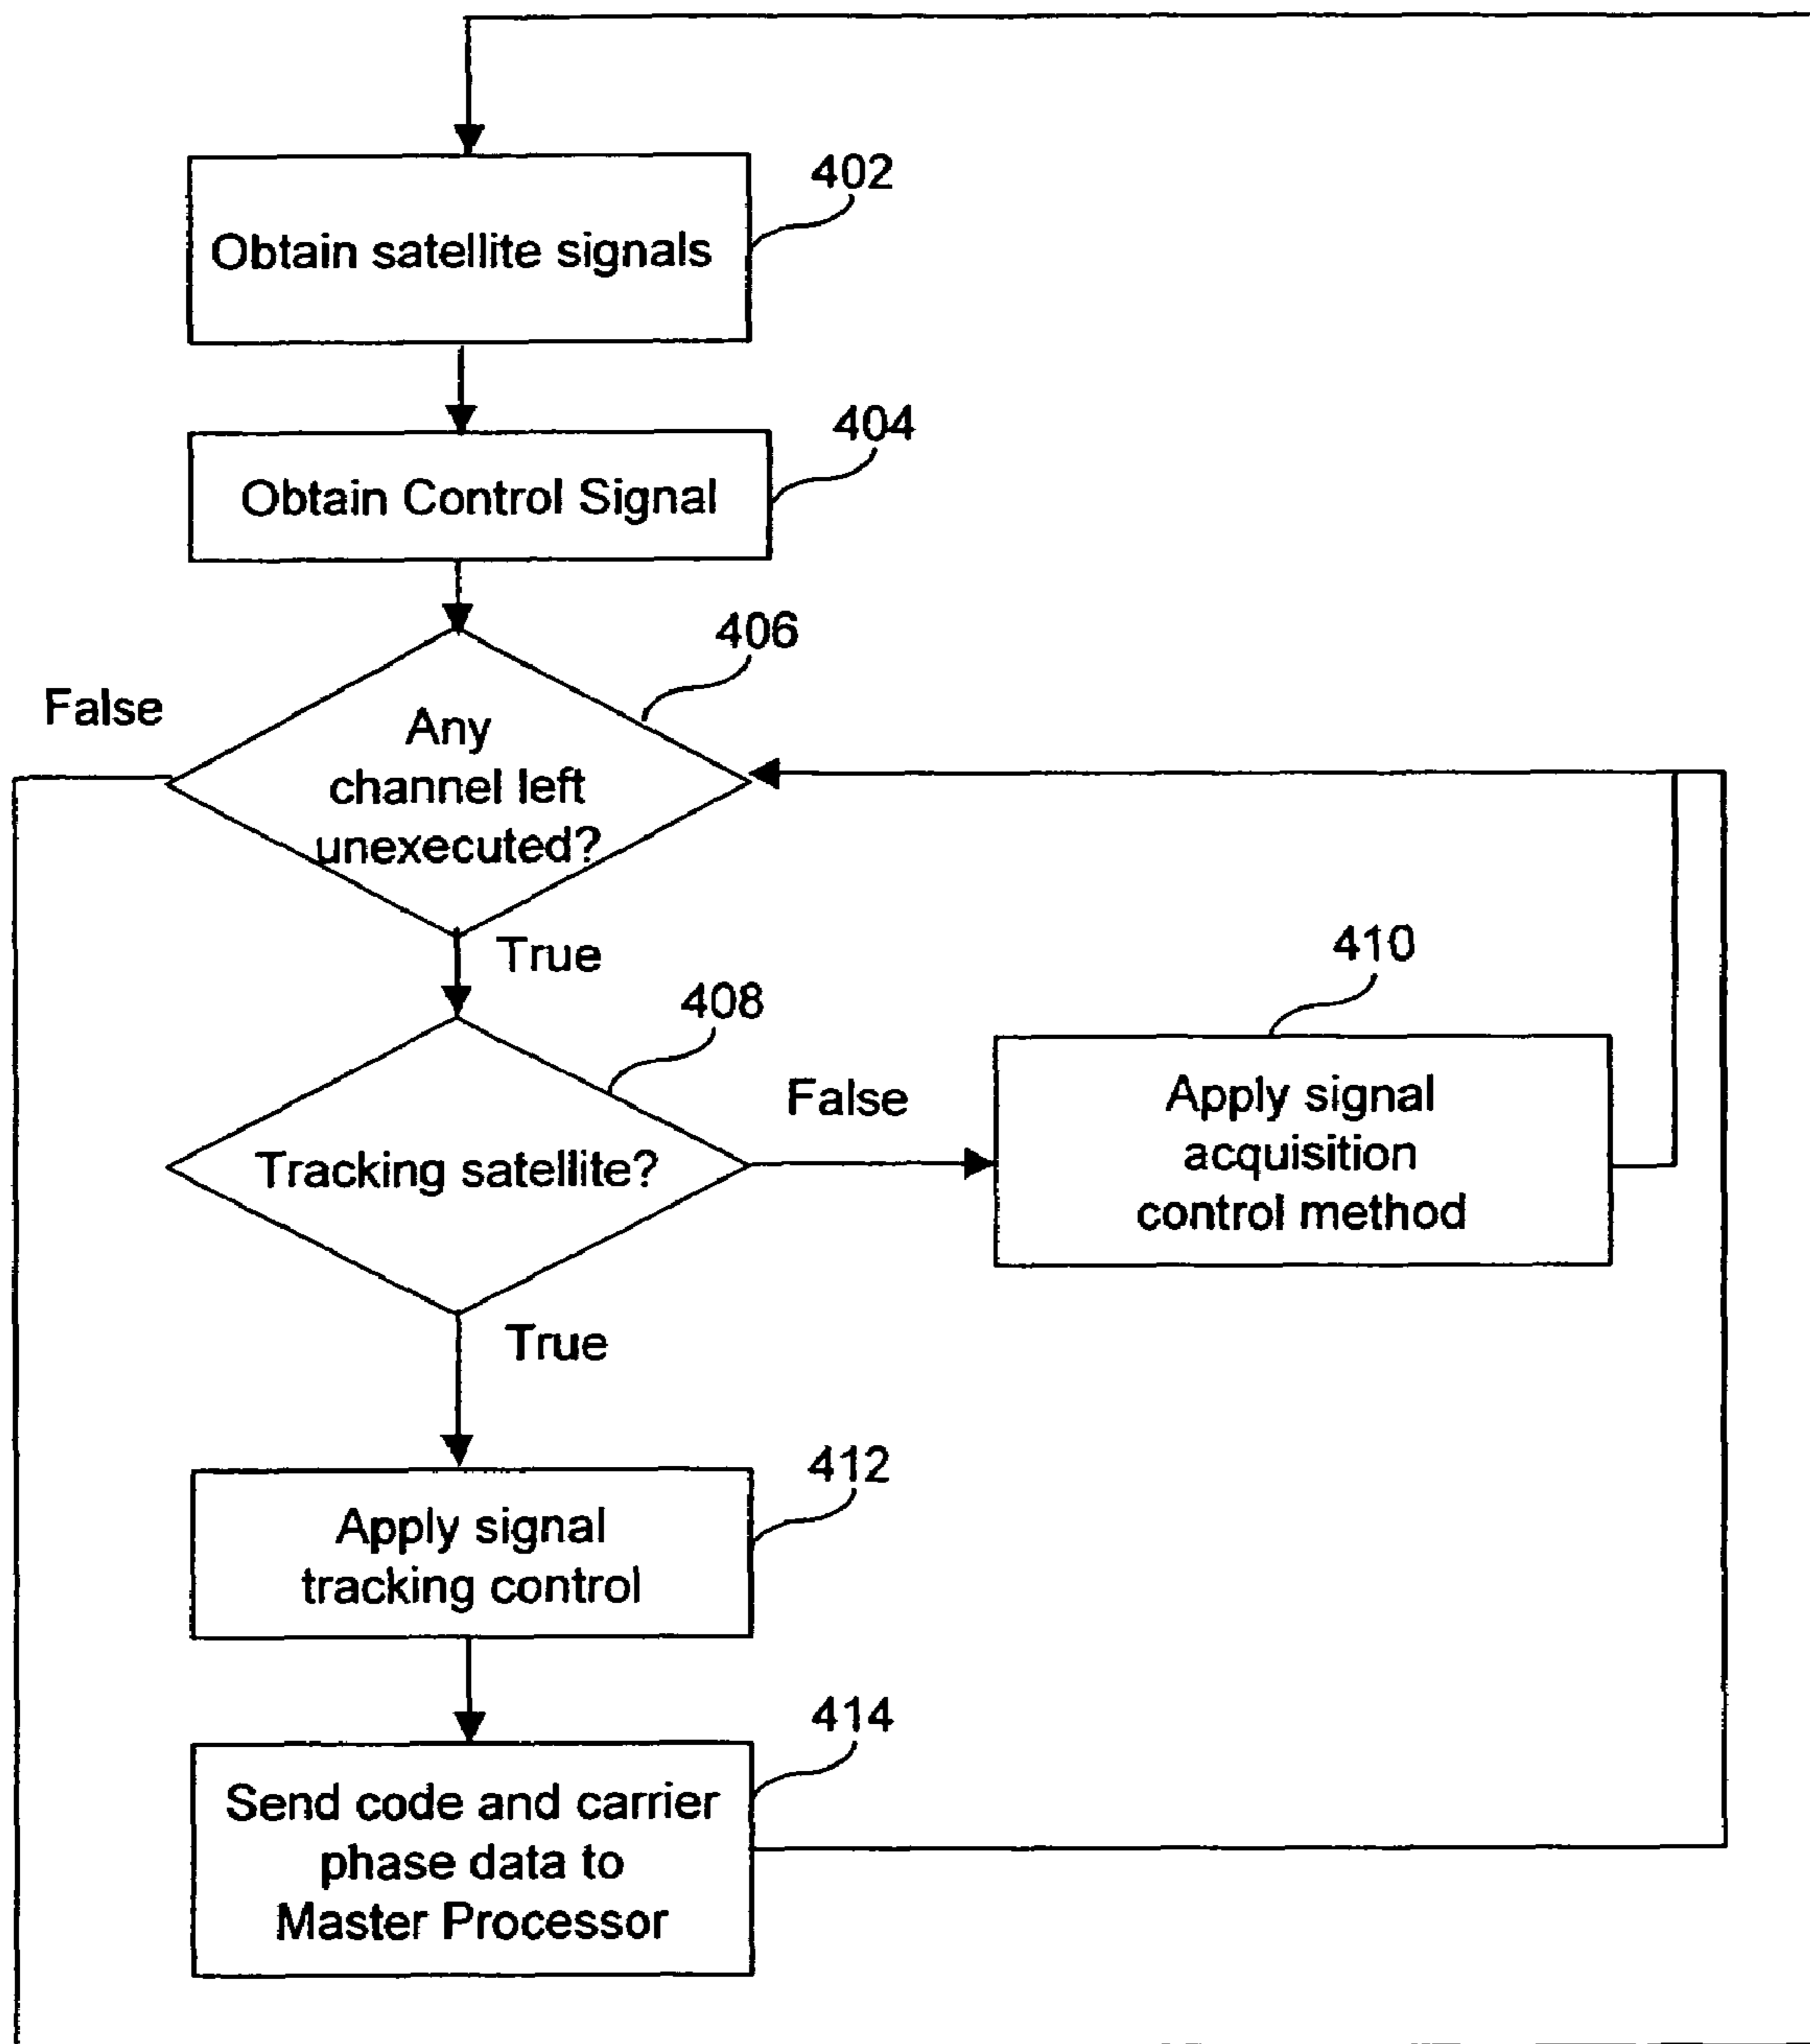 402
Obtain satellite signals
404
Obtain Control Signal
406
False
Any
channel left
unexecuted?
True
408
410
False
Tracking satellite?
Apply signal
acquisition
control method
True
412
Apply signal
tracking control
414
Send code and carrier
phase data to
Master Processor